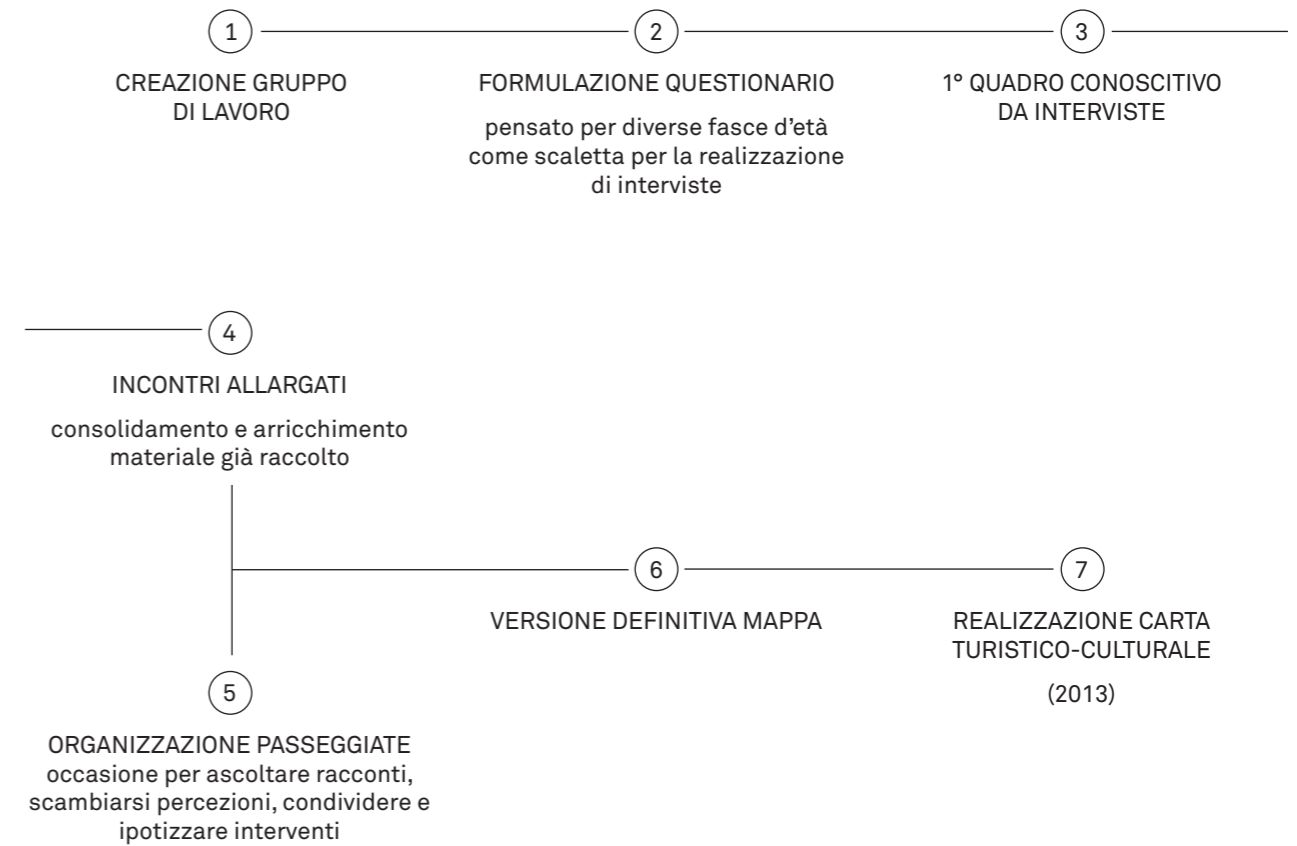 1
CREAZIONE GRUPPO
DI LAVORO
2
FORMULAZIONE QUESTIONARIO
pensato per diverse fasce d’età
come scaletta per la realizzazione
di interviste
3
1° QUADRO CONOSCITIVO
DA INTERVISTE
4
INCONTRI ALLARGATI
consolidamento e arricchimento
materiale già raccolto
5
ORGANIZZAZIONE PASSEGGIATE
occasione per ascoltare racconti,
scambiarsi percezioni, condividere e
ipotizzare interventi
6
VERSIONE DEFINITIVA MAPPA
7
REALIZZAZIONE CARTA
TURISTICO-CULTURALE
(2013)